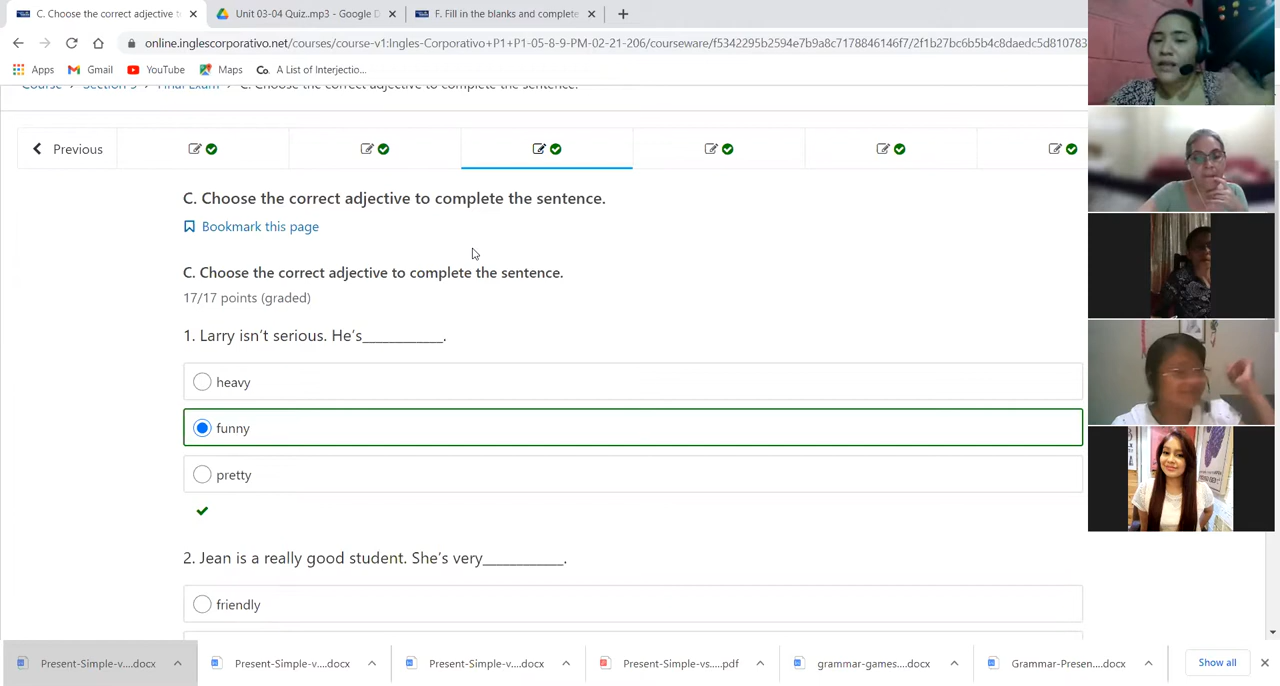 C. Choose the correct adjective t
Unit 03-04 Quiz..mp3 - Google D
F. Fill in the blanks and complete
online.inglescorporativo.net/courses/course-v1:Ingles-Corporativo+P1+P1-05-8-9-PM-02-21-206/courseware/f5342295b2594e7b9a8c7178846146f7/2f1b27bc6b5b4c8daedc5d810783
Apps
Gmail
YouTube
Maps
Co.
A List of Interjectio...
Course
Section 5
Final Exam
C. Choose the correct adjective to complete the sentence.
Previous
C. Choose the correct adjective to complete the sentence.
Bookmark this page
C. Choose the correct adjective to complete the sentence.
17/17 points (graded)
1. Larry isn't serious. He's____________.
heavy
funny
pretty
2. Jean is a really good student. She's very____________.
friendly
Present-Simple-v....docx
Present-Simple-v....docx
Present-Simple-v....docx
Present-Simple-vs....pdf
grammar-games....docx
Grammar-Presen....docx
Show all